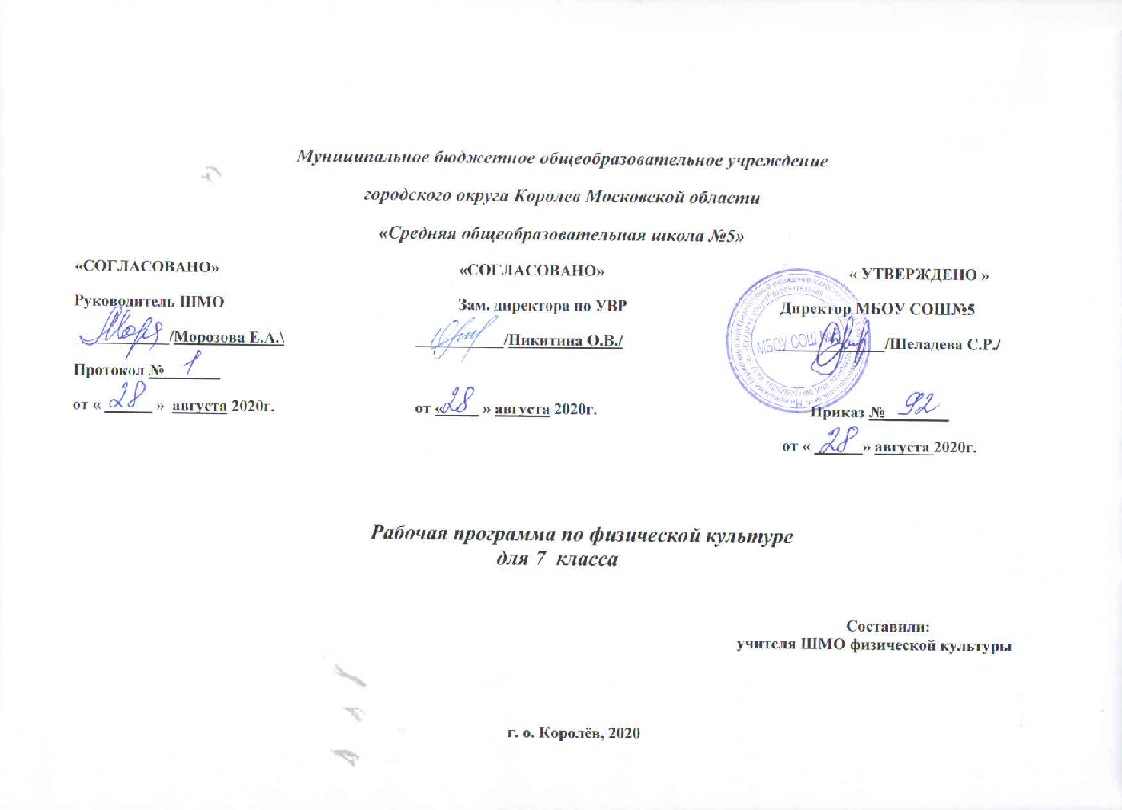 Муниципальное бюджетное общеобразовательное учреждение
городского округа Королев Московской области
«Средняя общеобразовательная школа №5»
«СОГЛАСОВАНО»
Руководитель ШМО
/Морозова Е.А.\
Протокол № 1
от « 28 » августа 2020г.
«СОГЛАСОВАНО»
Зам. директора по УВР
/Никитина О.В./
от «28 » августа 2020г.
« УТВЕРЖДЕНО »
Директор МБОУ СОШ№5
МБОУ СОШ №5
/Шеладева С.Р./
Приказ № 92
от « 28 » августа 2020г.
Рабочая программа по физической культуре
для 7 класса
Составили:
учителя ШМО физической культуры
г. о. Королёв, 2020